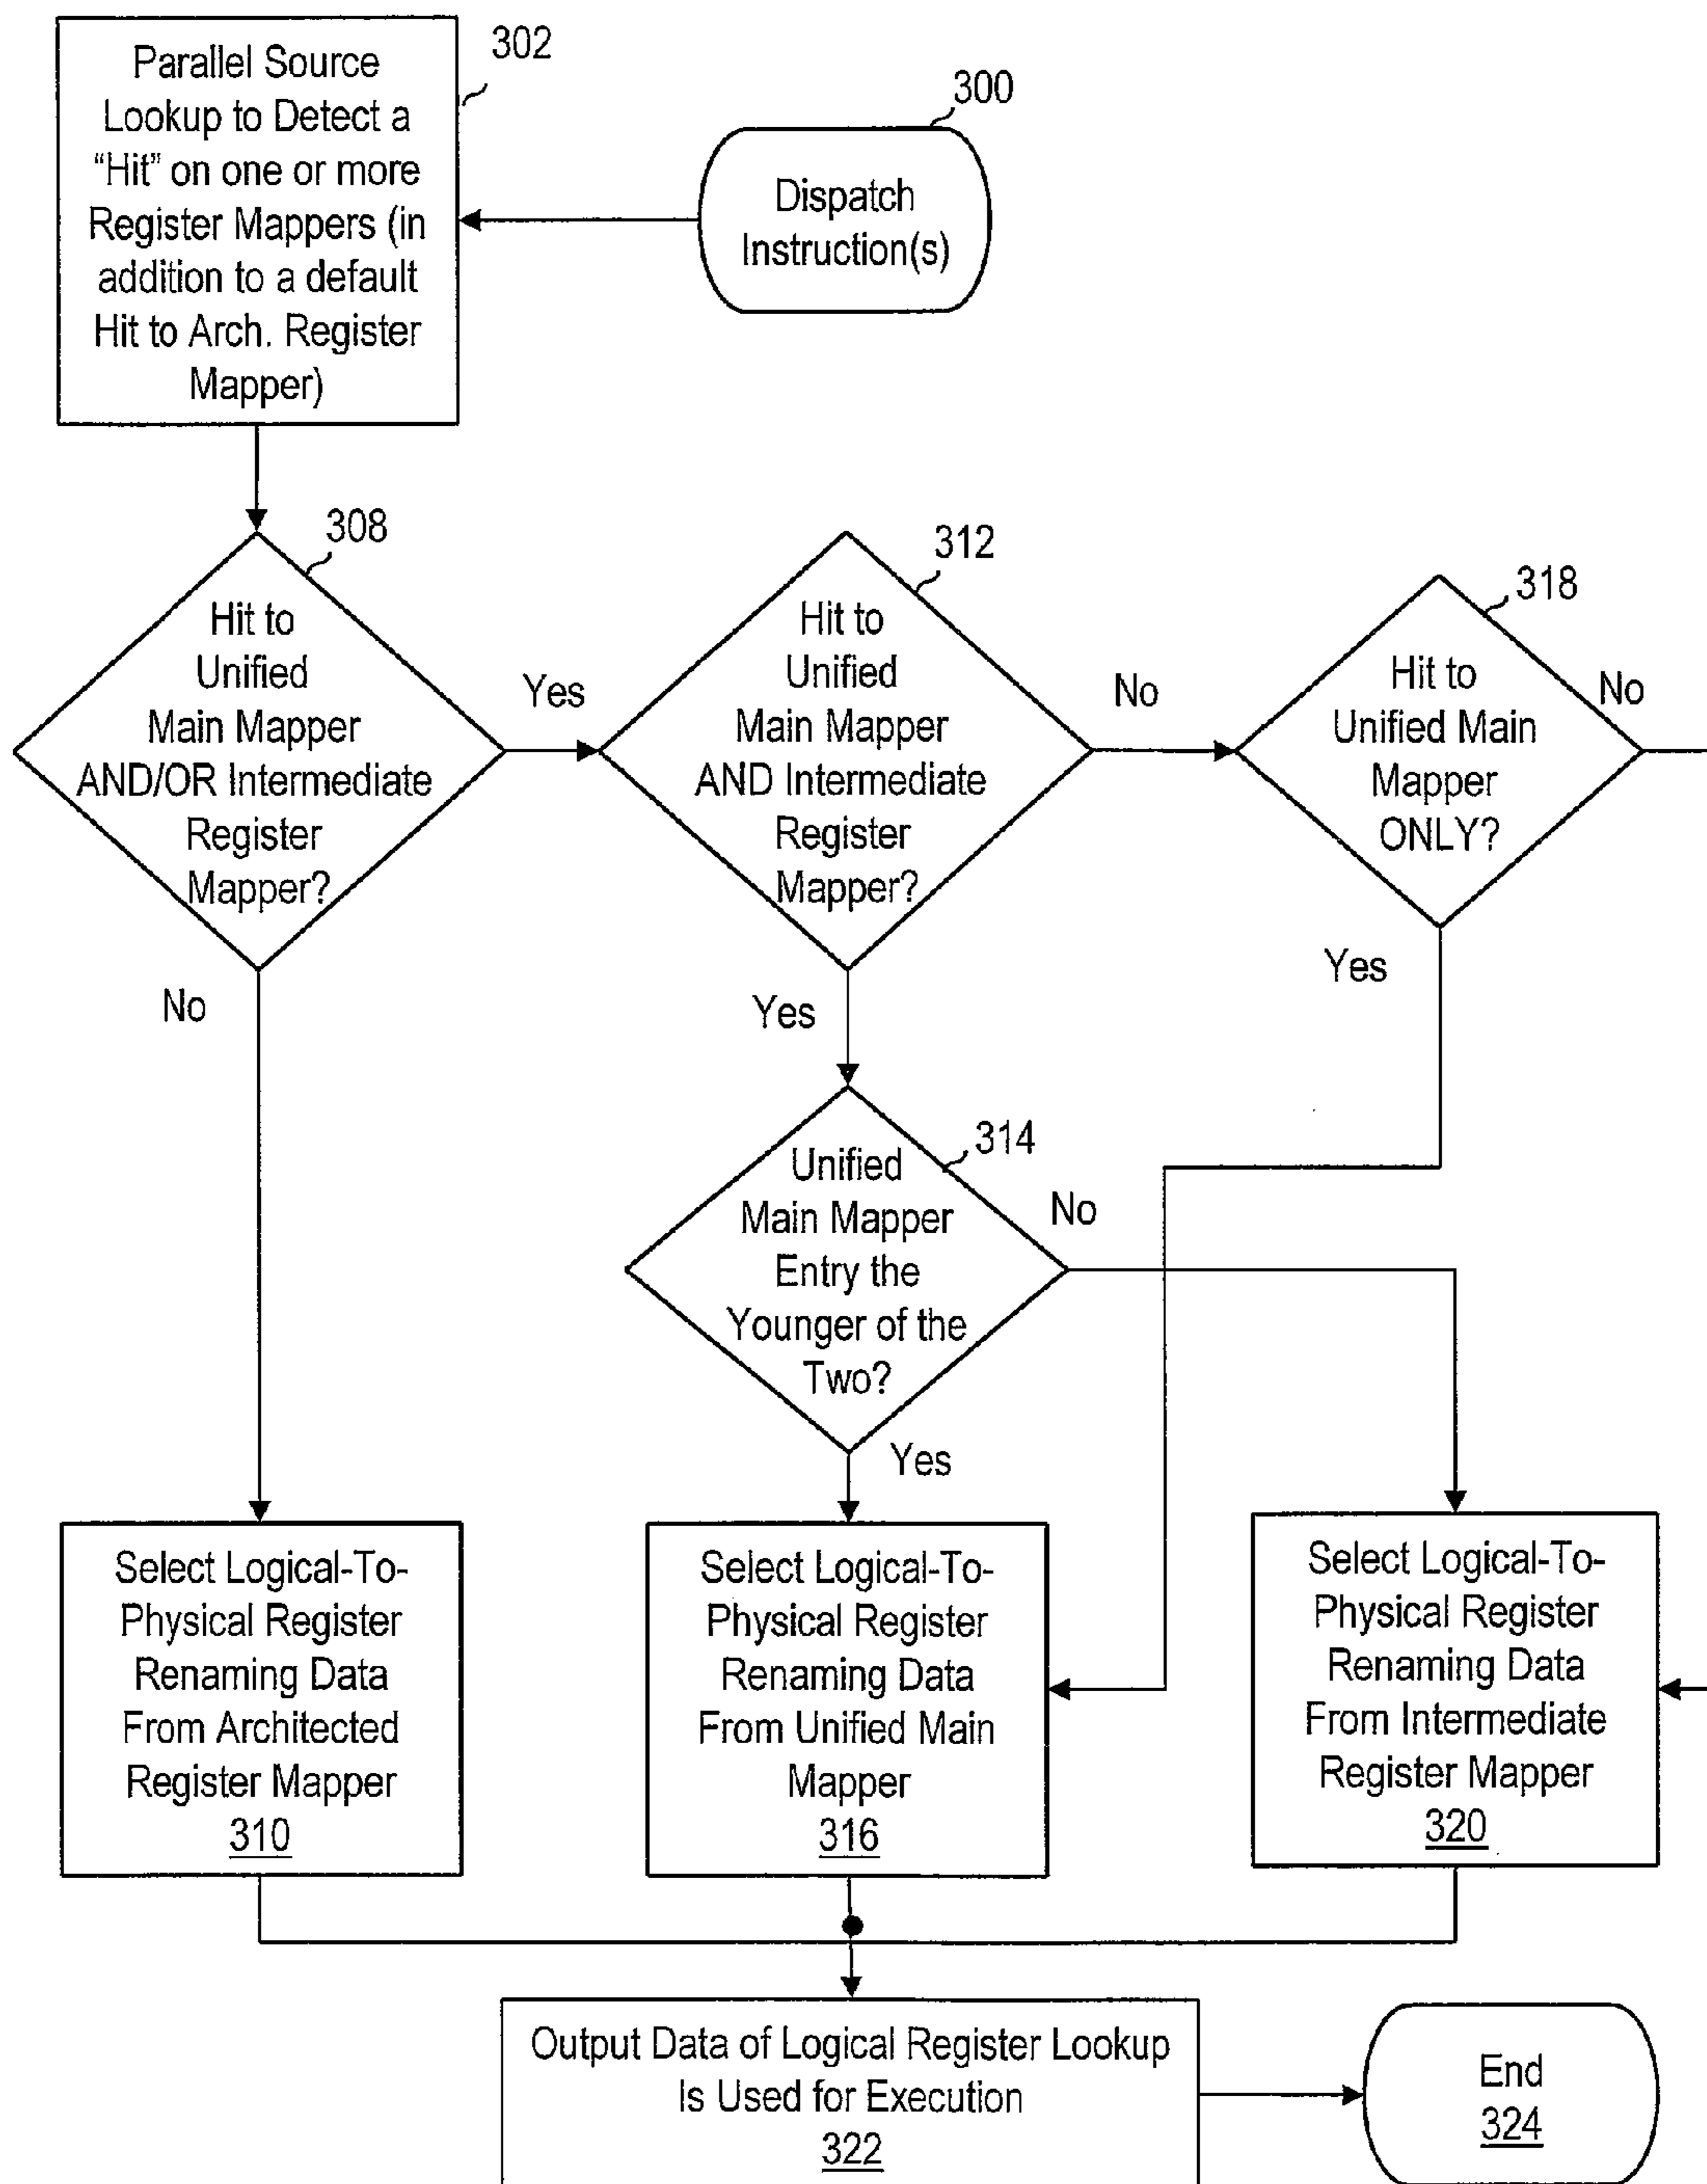 Parallel Source
Lookup to Detect a
“Hit” on one or more
Register Mappers (in
addition to a default
Hit to Arch. Register
Mapper)
302
300
Dispatch
Instruction(s)
308
Hit to
Unified
Main Mapper
AND/OR Intermediate
Register
Mapper?
Yes
No
312
Hit to
Unified
Main Mapper
AND Intermediate
Register
Mapper?
No
Yes
318
Hit to
Unified Main
Mapper
ONLY?
No
Yes
314
Unified
Main Mapper
Entry the
Younger of the
Two?
No
Yes
Select Logical-To-
Physical Register
Renaming Data
From Architected
Register Mapper
310
Select Logical-To-
Physical Register
Renaming Data
From Unified Main
Mapper
316
Select Logical-To-
Physical Register
Renaming Data
From Intermediate
Register Mapper
320
Output Data of Logical Register Lookup
Is Used for Execution
322
End
324